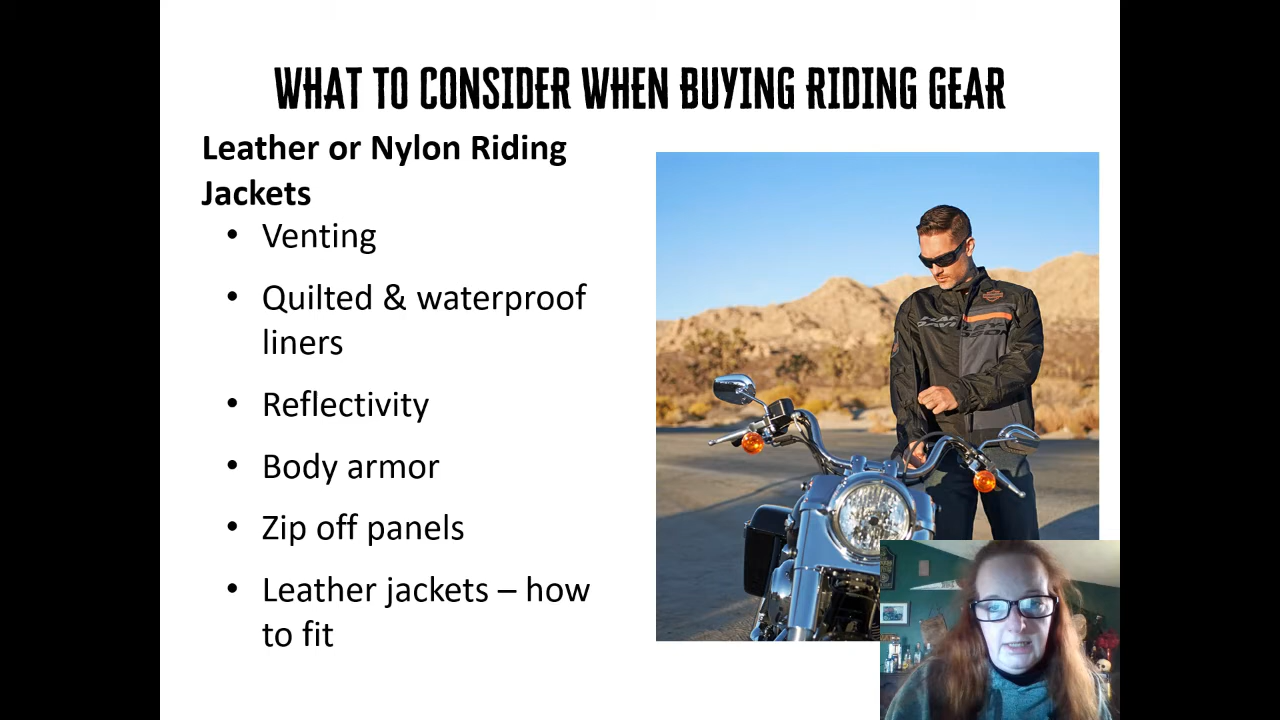 WHAT TO CONSIDER WHEN BUYING RIDING GEAR
Leather or Nylon Riding
Jackets
• Venting
• Quilted & waterproof
liners
• Reflectivity
• Body armor
• Zip off panels
• Leather jackets – how
to fit